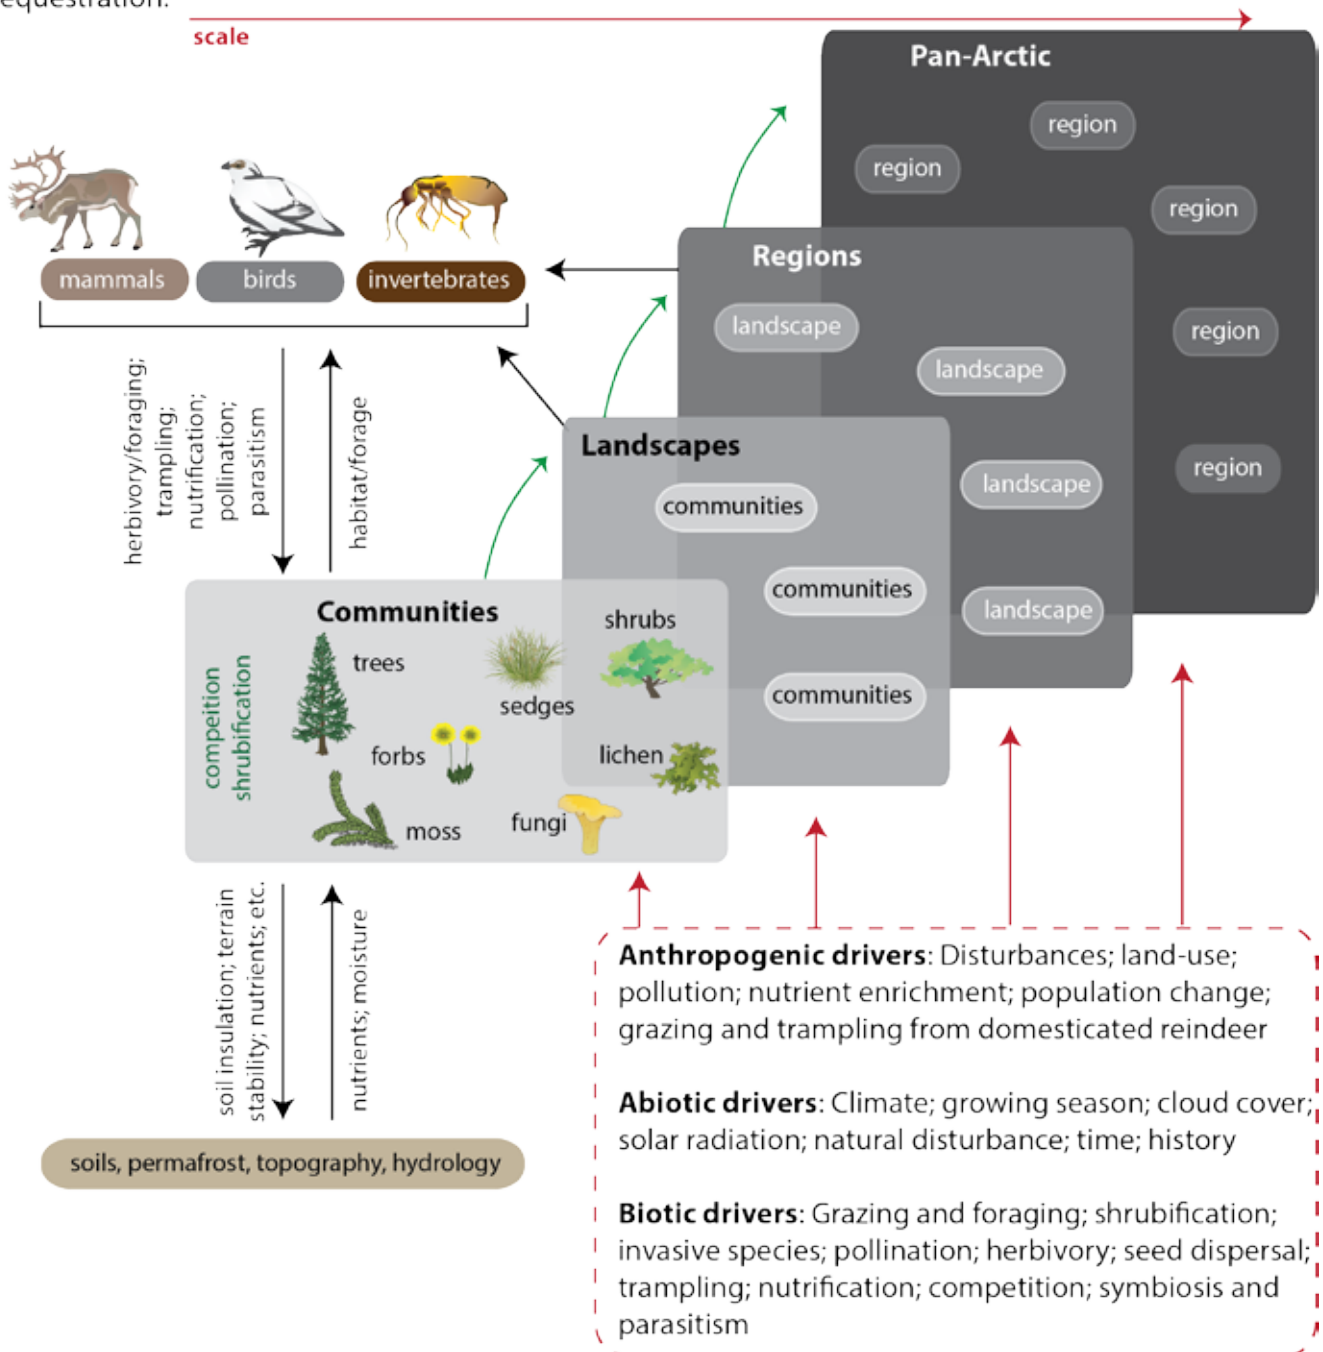 equestration.
scale
Pan-Arctic
region
region
region
region
region
mammals
birds
invertebrates
Regions
landscape
landscape
landscape
landscape
herbivory/foraging;
trampling;
nutrification;
pollination;
parasitism
habitat/forage
Landscapes
communities
communities
communities
Communities
trees
sedges
shrubs
forbs
lichen
moss
fungi
compeition
shrubification
soil insulation; terrain
stability; nutrients; etc.
nutrients; moisture
soils, permafrost, topography, hydrology
Anthropogenic drivers: Disturbances; land-use;
pollution; nutrient enrichment; population change;
grazing and trampling from domesticated reindeer
Abiotic drivers: Climate; growing season; cloud cover;
solar radiation; natural disturbance; time; history
Biotic drivers: Grazing and foraging; shrubification;
invasive species; pollination; herbivory; seed dispersal;
trampling; nutrification; competition; symbiosis and
parasitism